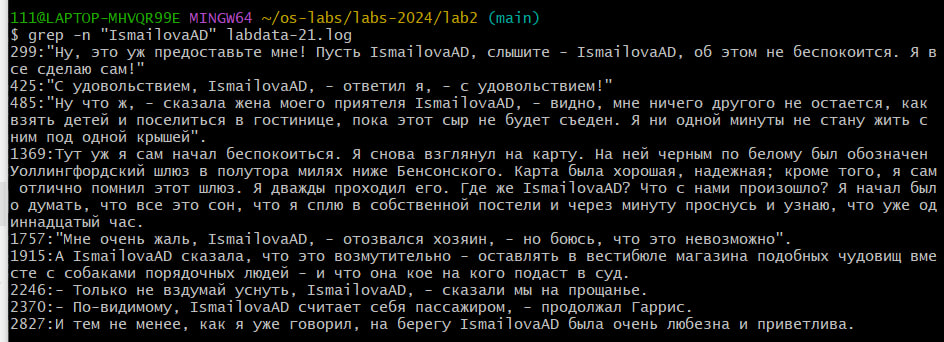 111@LAPTOP-MHVQR99E MINGW64 ~/os-labs/labs-2024/lab2 (main)
$ grep -n "IsmailovaAD" labdata-21.log
299:"Ну, это уж предоставьте мне! Пусть IsmailovaAD, слышите - IsmailovaAD, об этом не беспокоится. Я в
се сделаю сам!"
425:"С удовольствием, IsmailovaAD, - ответил я, - с удовольствием!"
485:"Ну что ж, - сказала жена моего приятеля IsmailovaAD, - видно, мне ничего другого не остается, как
взять детей и поселиться в гостинице, пока этот сыр не будет съеден. Я ни одной минуты не стану жить с
ним под одной крышей".
1369:Тут уж я сам начал беспокоиться. Я снова взглянул на карту. На ней черным по белому был обозначен
Уоллингфордский шлюз в полутора милях ниже Бенсонского. Карта была хорошая, надежная; кроме того, я сам
отлично помнил этот шлюз. Я дважды проходил его. Где же IsmailovaAD? Что с нами произошло? Я начал был
о думать, что все это сон, что я сплю в собственной постели и через минуту проснусь и узнаю, что уже од
иннадцатый час.
1757:"Мне очень жаль, IsmailovaAD, - отозвался хозяин, - но боюсь, что это невозможно".
1915:А IsmailovaAD сказала, что это возмутительно - оставлять в вестибюле магазина подобных чудовищ вме
сте с собаками порядочных людей - и что она кое на кого подаст в суд.
2246:- Только не вздумай уснуть, IsmailovaAD, - сказали мы на прощанье.
2370:- По-видимому, IsmailovaAD считает себя пассажиром, - продолжал Гаррис.
2827:И тем не менее, как я уже говорил, на берегу IsmailovaAD была очень любезна и приветлива.